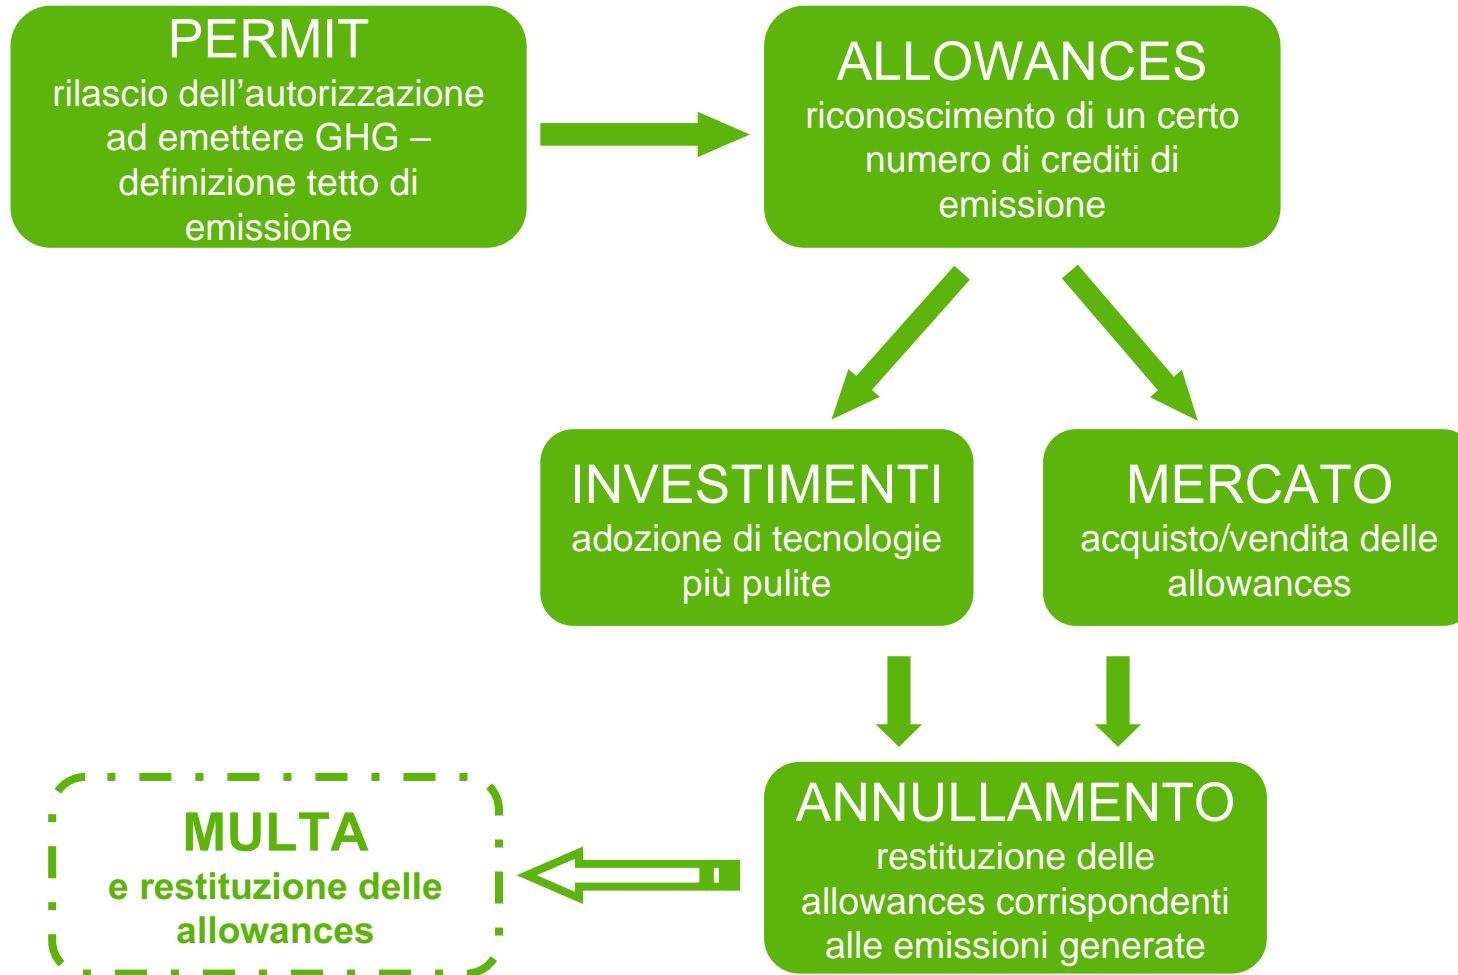 PERMIT
rilascio dell’autorizzazione
ad emettere GHG –
definizione tetto di
emissione
ALLOWANCES
riconoscimento di un certo
numero di crediti di
emissione
INVESTIMENTI
adozione di tecnologie
più pulite
MERCATO
acquisto/vendita delle
allowances
MULTA
e restituzione delle
allowances
ANNULLAMENTO
restituzione delle
allowances corrispondenti
alle emissioni generate